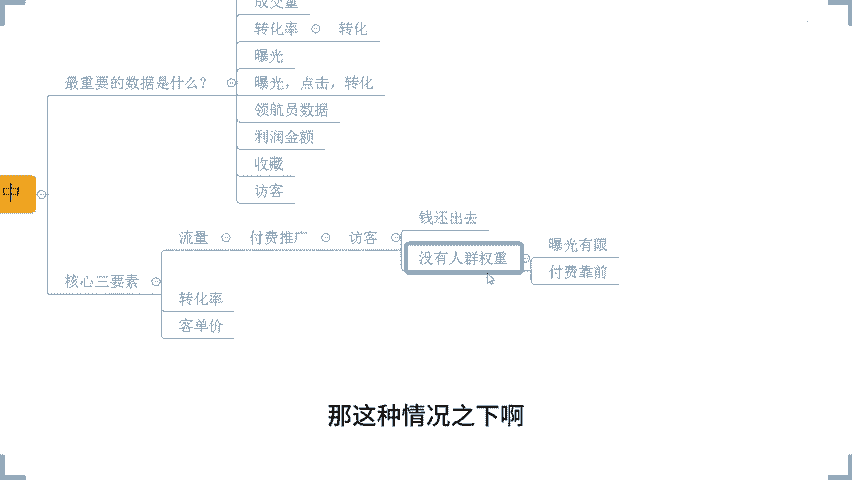 成交量
转化率 转化
曝光
最重要的数据是什么？
曝光，点击，转化
领航员数据
利润金额
收藏
访客
中
钱还出去
流量 付费推广 访客
没有人群权重
曝光有限
付费靠前
核心三要素
转化率
客单价
那这种情况之下啊